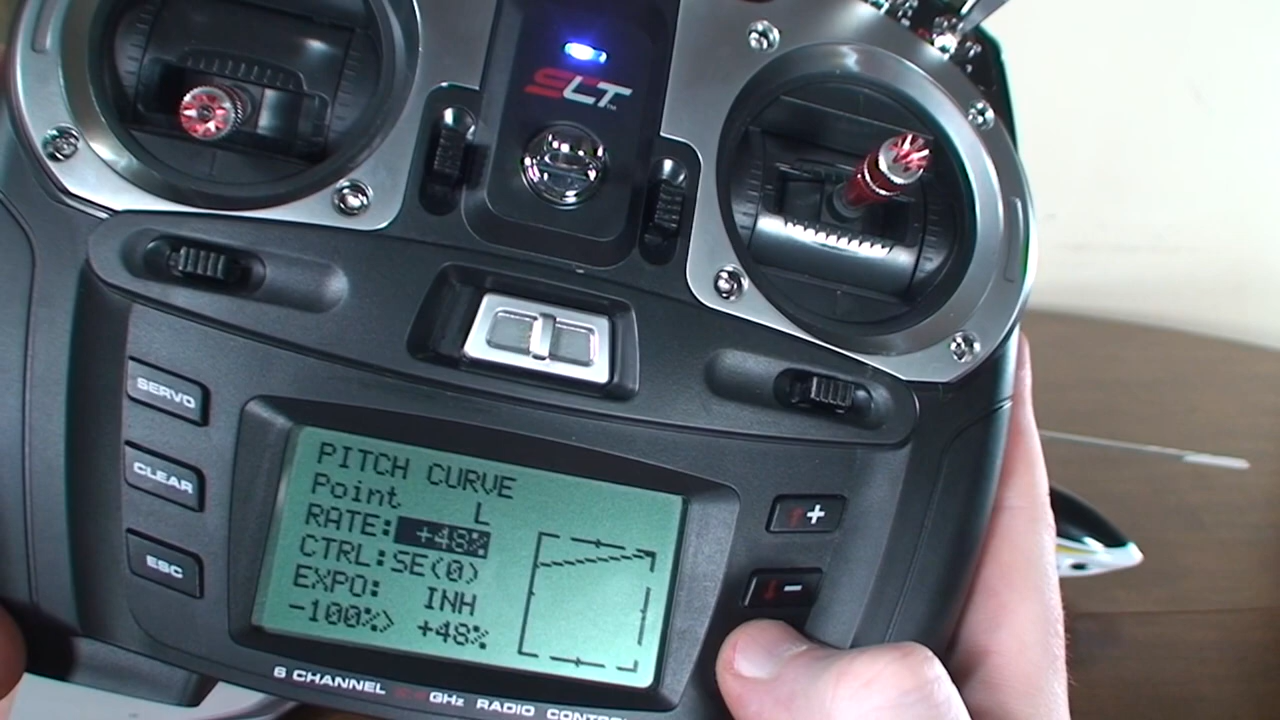 SLT
SERVO
CLEAR
ESC
PITCH CURVE
Point L
RATE: +48%
CTRL:SE(0)
EXPO: INH
-100%> +48%
+
-
6 CHANNEL GHz RADIO CONTROL